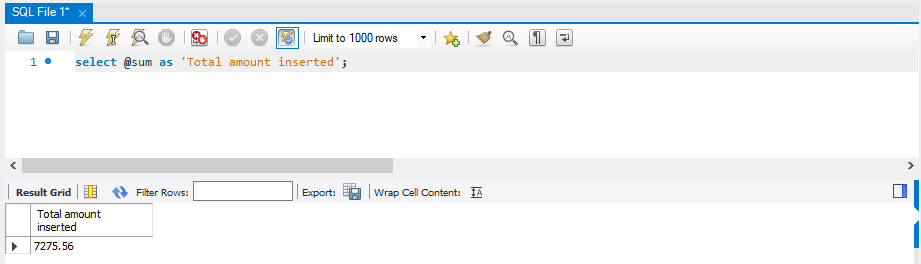 SQL File 1*
Limit to 1000 rows
1 select @sum as 'Total amount inserted';
Result Grid Filter Rows: Export: Wrap Cell Content:
Total amount
inserted
7275.56